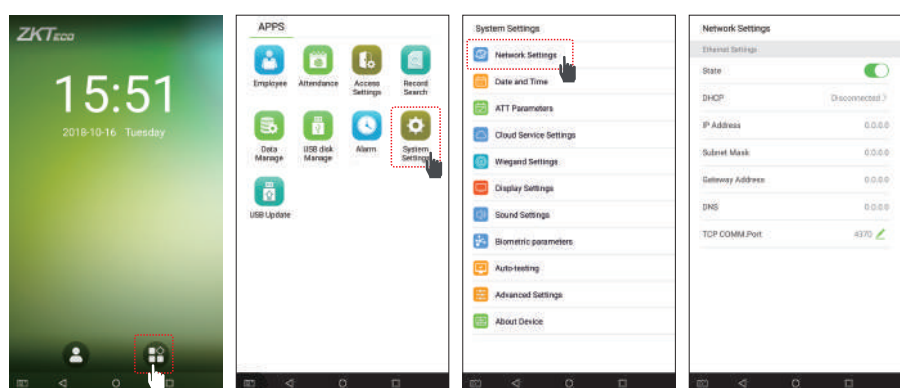 ZKTeco
15:51
2018-10-16 Tuesday
APPS
Employee
Attendance
Access
Settings
Record
Search
Data
Manage
USB disk
Manage
Alarm
System
Settings
USB Update
System Settings
Network Settings
Date and Time
ATT Parameters
Cloud Service Settings
Wiegand Settings
Display Settings
Sound Settings
Biometric parameters
Auto-testing
Advanced Settings
About Device
Network Settings
Ethernet Settings
State
DHCP Disconnected >
IP Address 0.0.0.0
Subnet Mask 0.0.0.0
Gateway Address 0.0.0.0
DNS 0.0.0.0
TCP COMM.Port 4370